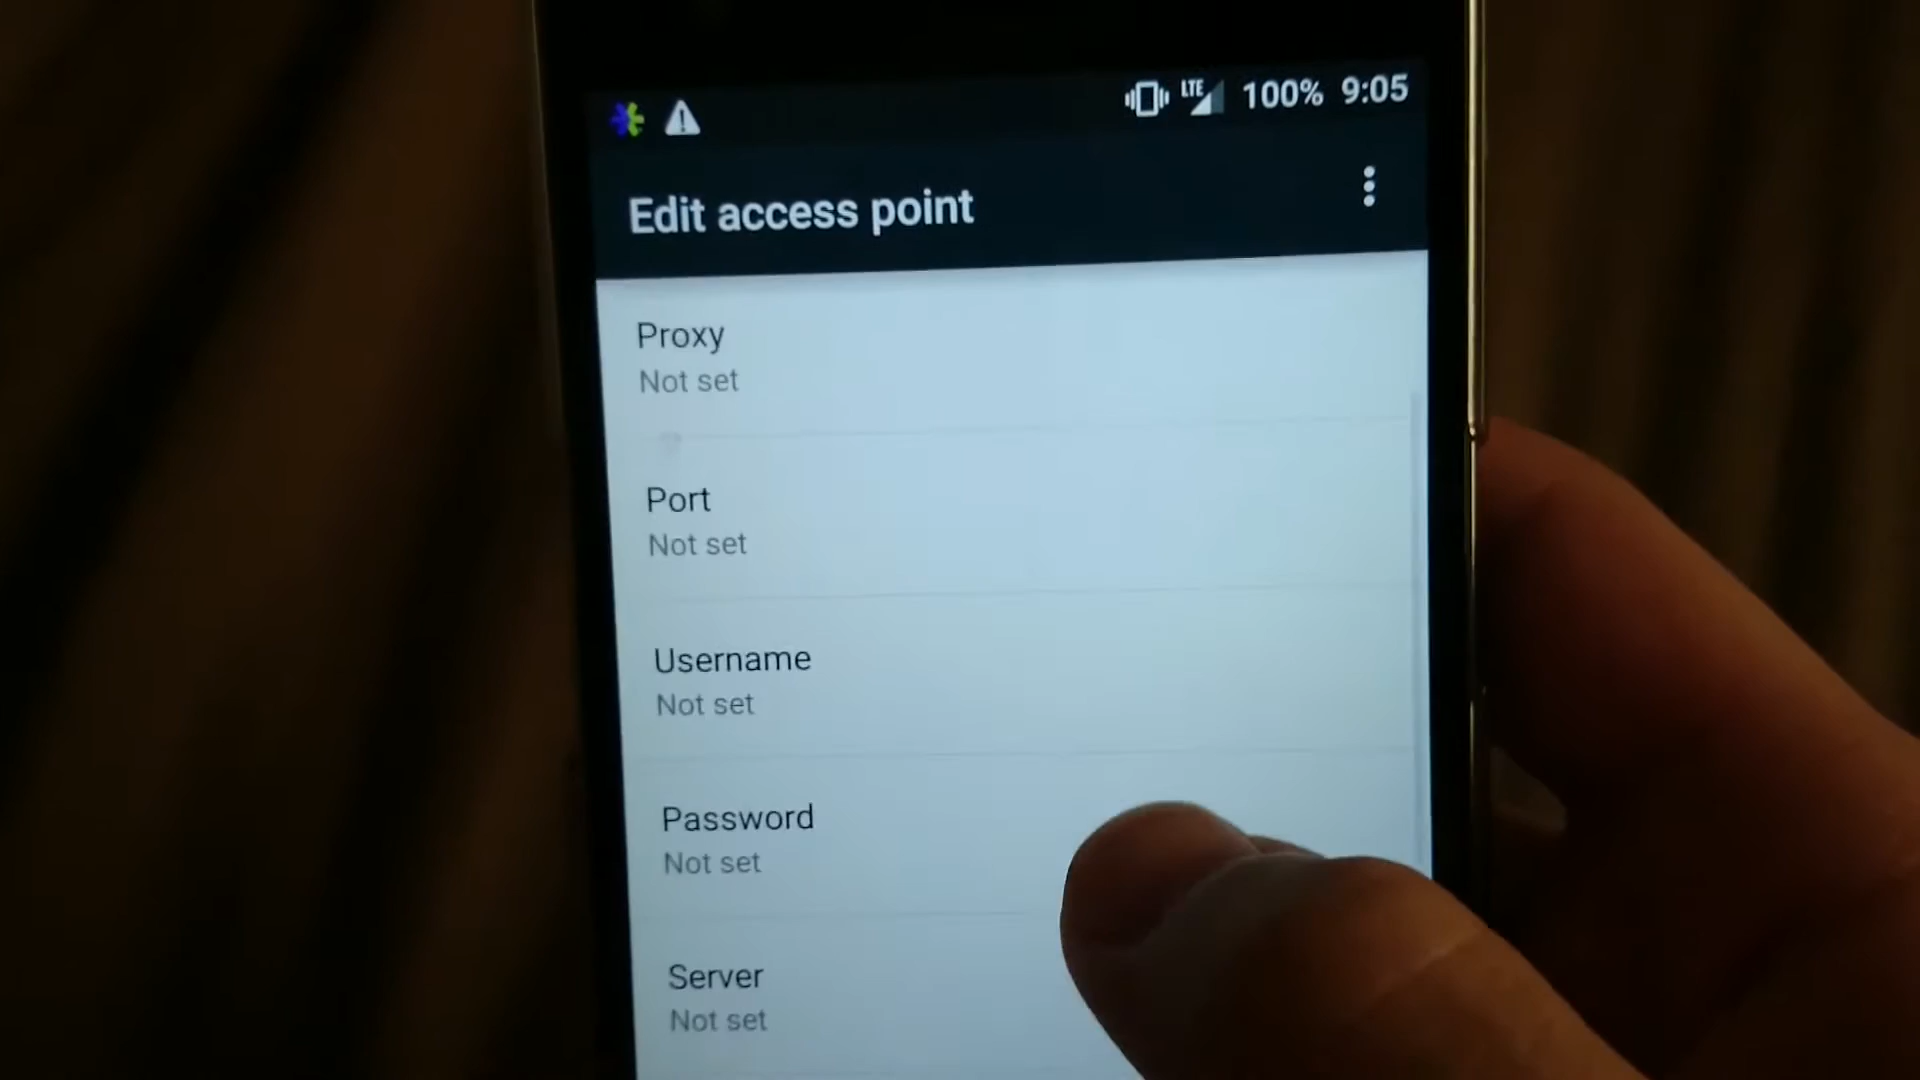 LTE 100% 9:05
Edit access point
Proxy
Not set
Port
Not set
Username
Not set
Password
Not set
Server
Not set